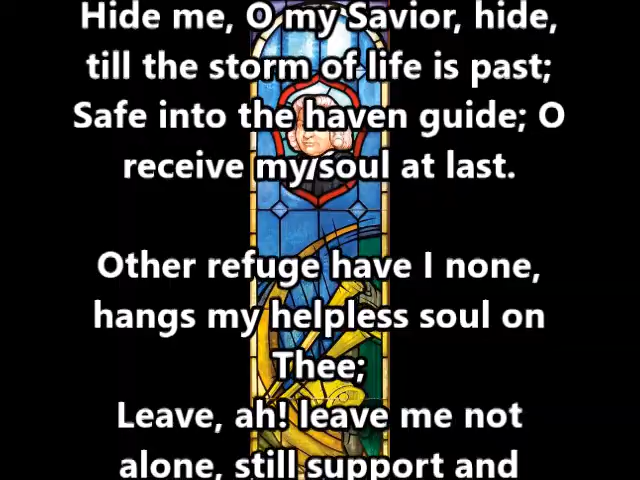 Hide me, O my Savior, hide,
till the storm of life is past;
Safe into the haven guide; O
receive my soul at last.
Other refuge have I none,
hangs my helpless soul on
Thee;
Leave, ah! leave me not
alone, still support and